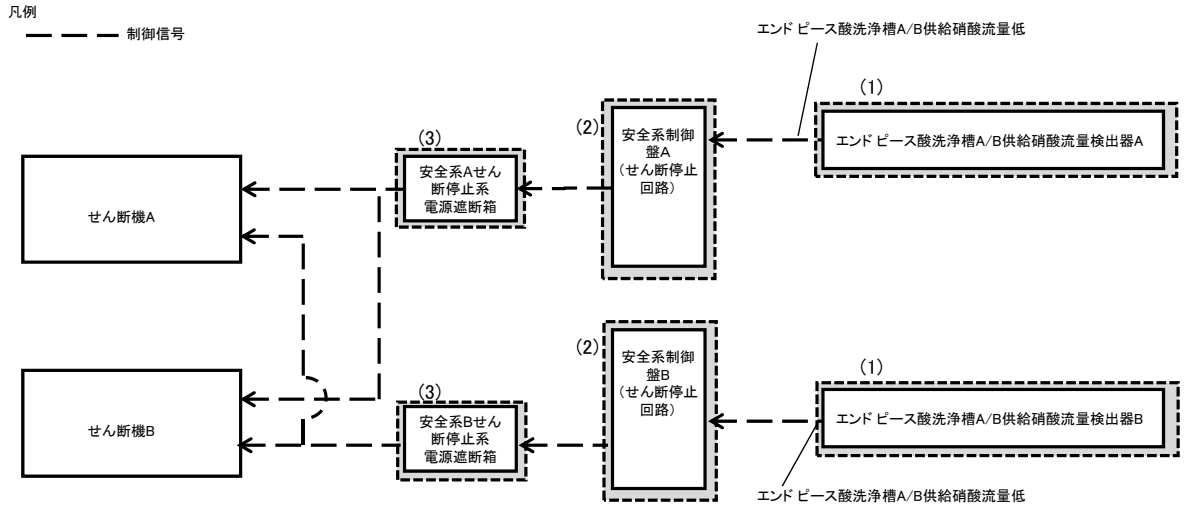 凡例
制御信号
エンドピース酸洗浄槽A/B供給硝酸流量低
(1)
エンドピース酸洗浄槽A/B供給硝酸流量検出器A
(2)
安全系制御
盤A
(せん断停止
回路)
(3)
安全系Aせん
断停止系
電源遮断箱
せん断機A
(1)
エンドピース酸洗浄槽A/B供給硝酸流量検出器B
(2)
安全系制御
盤B
(せん断停止
回路)
(3)
安全系Bせん
断停止系
電源遮断箱
せん断機B
エンドピース酸洗浄槽A/B供給硝酸流量低